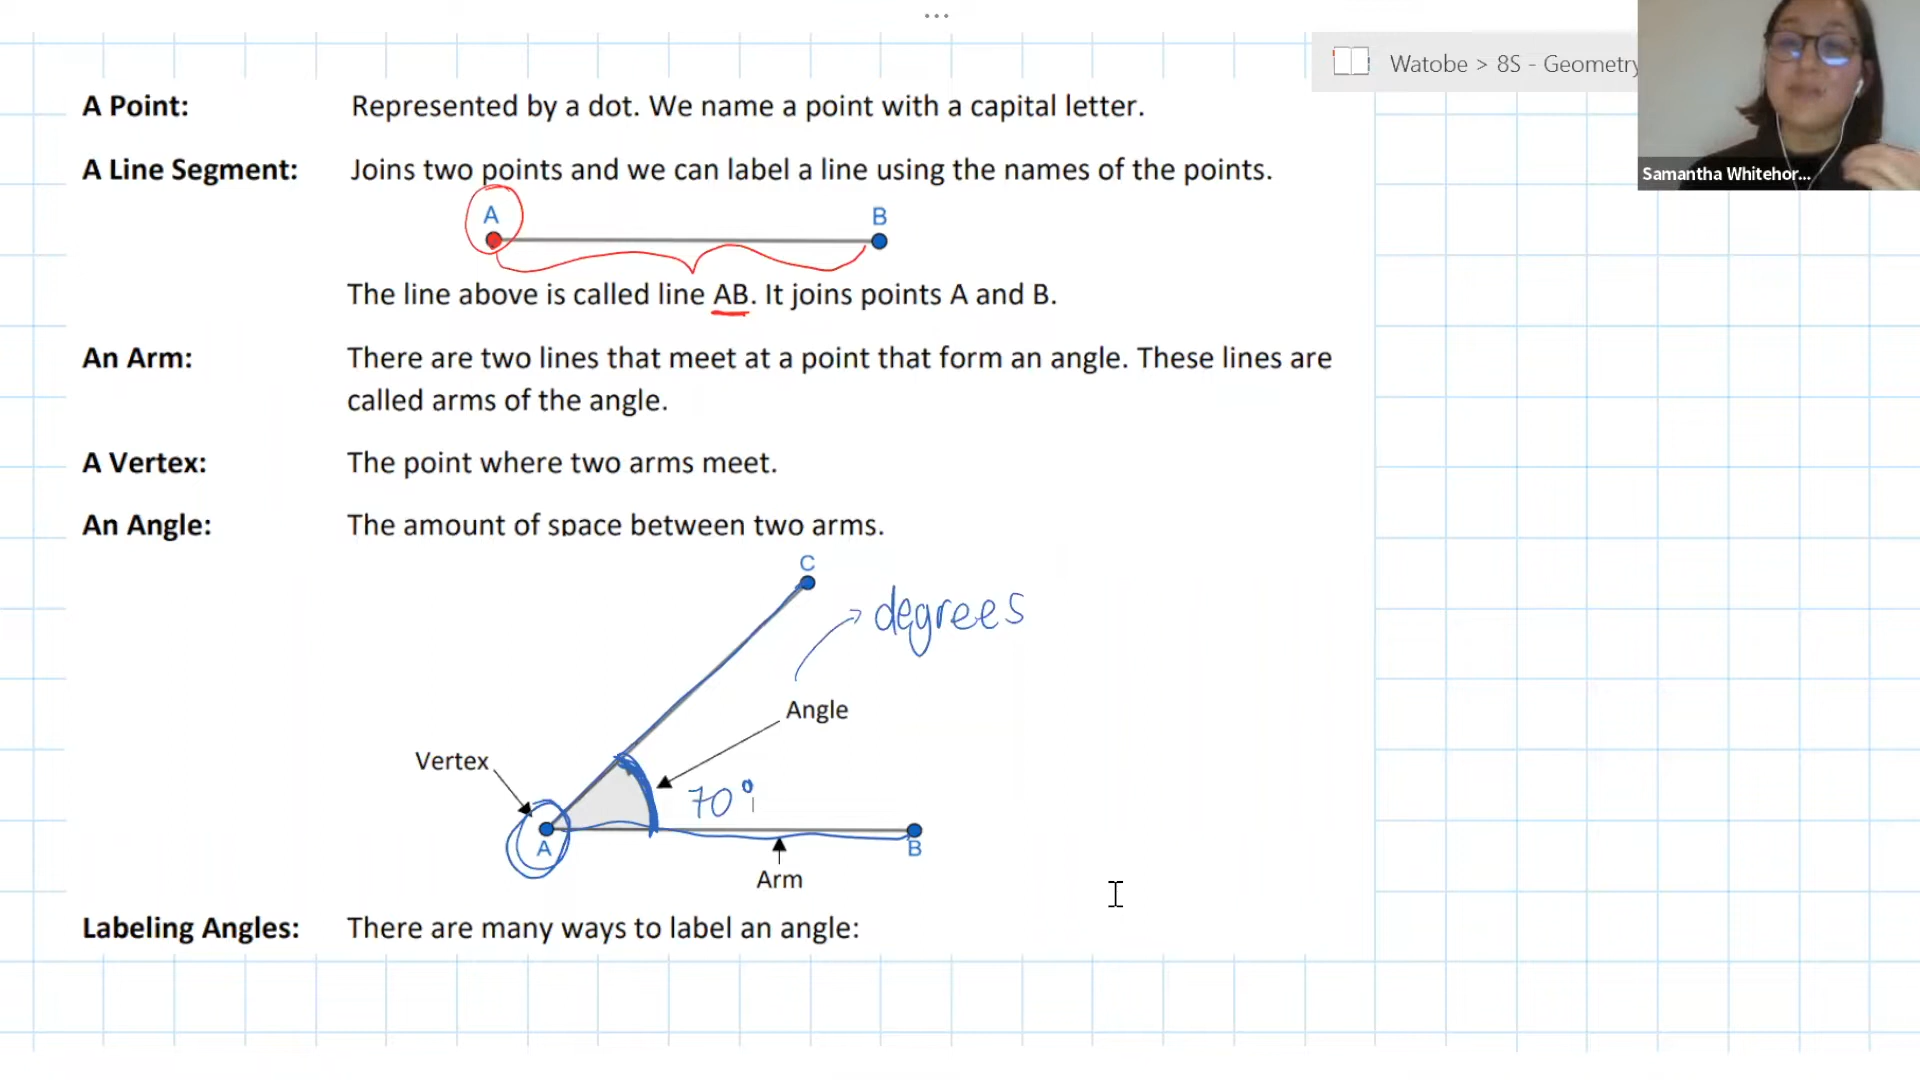 ...
Watobe > 8S - Geometry
A Point: Represented by a dot. We name a point with a capital letter.
A Line Segment: Joins two points and we can label a line using the names of the points.
Samantha Whitehor...
A B
The line above is called line AB. It joins points A and B.
An Arm: There are two lines that meet at a point that form an angle. These lines are
called arms of the angle.
A Vertex: The point where two arms meet.
An Angle: The amount of space between two arms.
C
degrees
Angle
Vertex
70°
A B
Arm
Labeling Angles: There are many ways to label an angle: